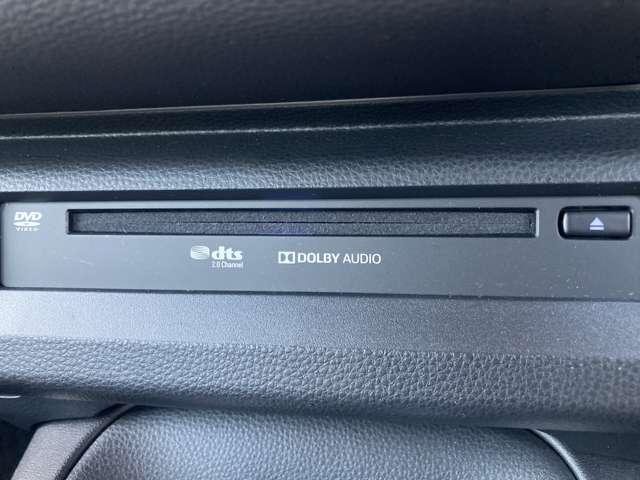 DVD
VIDEO
dts
2.0 Channel
DOLBY AUDIO